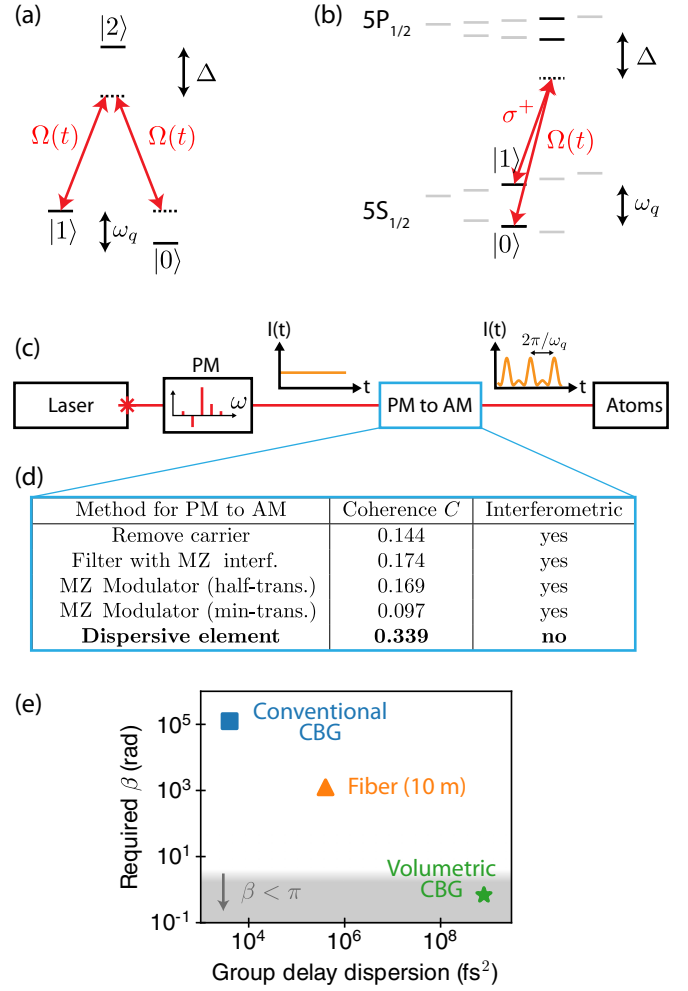 (a)
|2⟩
Δ
Ω(t)
Ω(t)
|1⟩
ω_q
|0⟩
(b)
5P_{1/2}
Δ
σ^+
Ω(t)
|1⟩
5S_{1/2}
ω_q
|0⟩
(c)
Laser
PM
ω
I(t)
t
PM to AM
I(t)
2π/ω_q
t
Atoms
(d)
Method for PM to AM Coherence C Interferometric
Remove carrier 0.144 yes
Filter with MZ interf. 0.174 yes
MZ Modulator (half-trans.) 0.169 yes
MZ Modulator (min-trans.) 0.097 yes
Dispersive element 0.339 no
(e)
Required β (rad)
10^5
10^3
10^1
10^{-1}
Conventional
CBG
Fiber (10 m)
Volumetric
CBG
β < π
10^4
10^6
10^8
Group delay dispersion (fs^2)